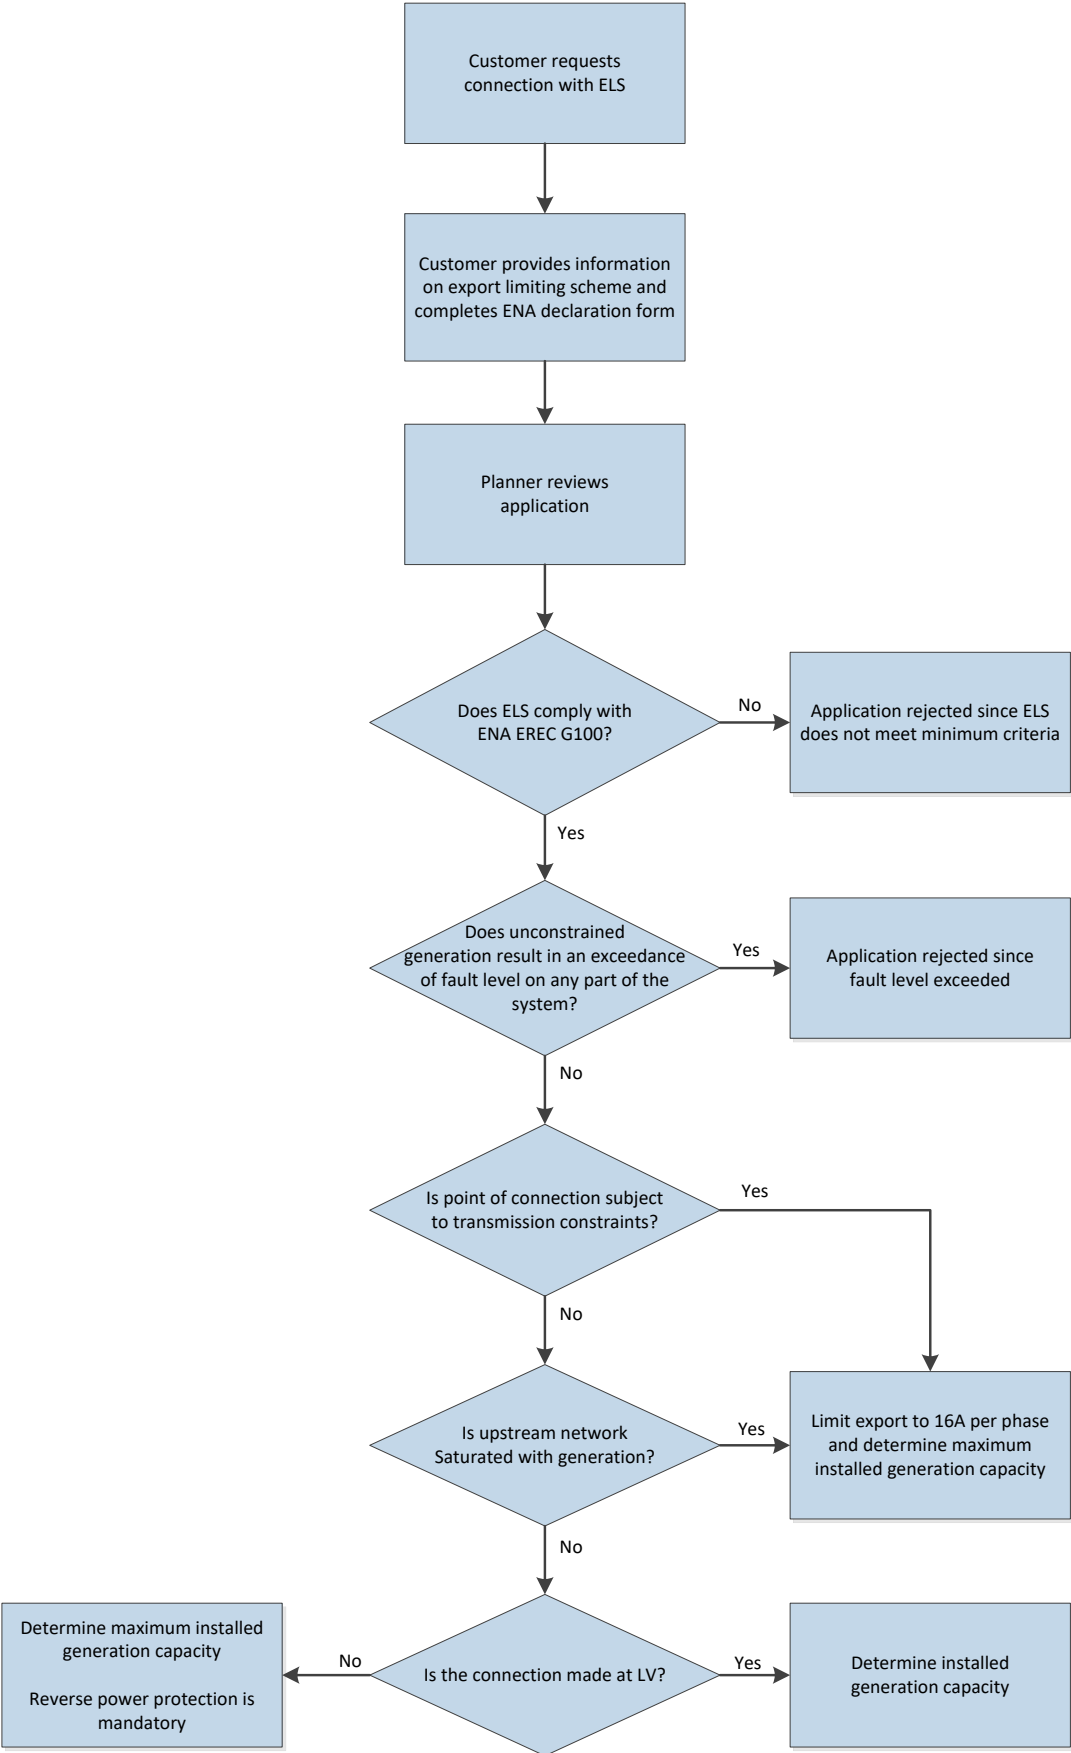 Customer requests
connection with ELS
Customer provides information
on export limiting scheme and
completes ENA declaration form
Planner reviews
application
Does ELS comply with
ENA EREC G100?
No
Application rejected since ELS
does not meet minimum criteria
Yes
Does unconstrained
generation result in an exceedance
of fault level on any part of the
system?
Yes
Application rejected since
fault level exceeded
No
Is point of connection subject
to transmission constraints?
Yes
No
Is upstream network
Saturated with generation?
Yes
Limit export to 16A per phase
and determine maximum
installed generation capacity
No
Determine maximum installed
generation capacity
Reverse power protection is
mandatory
No
Is the connection made at LV?
Yes
Determine installed
generation capacity